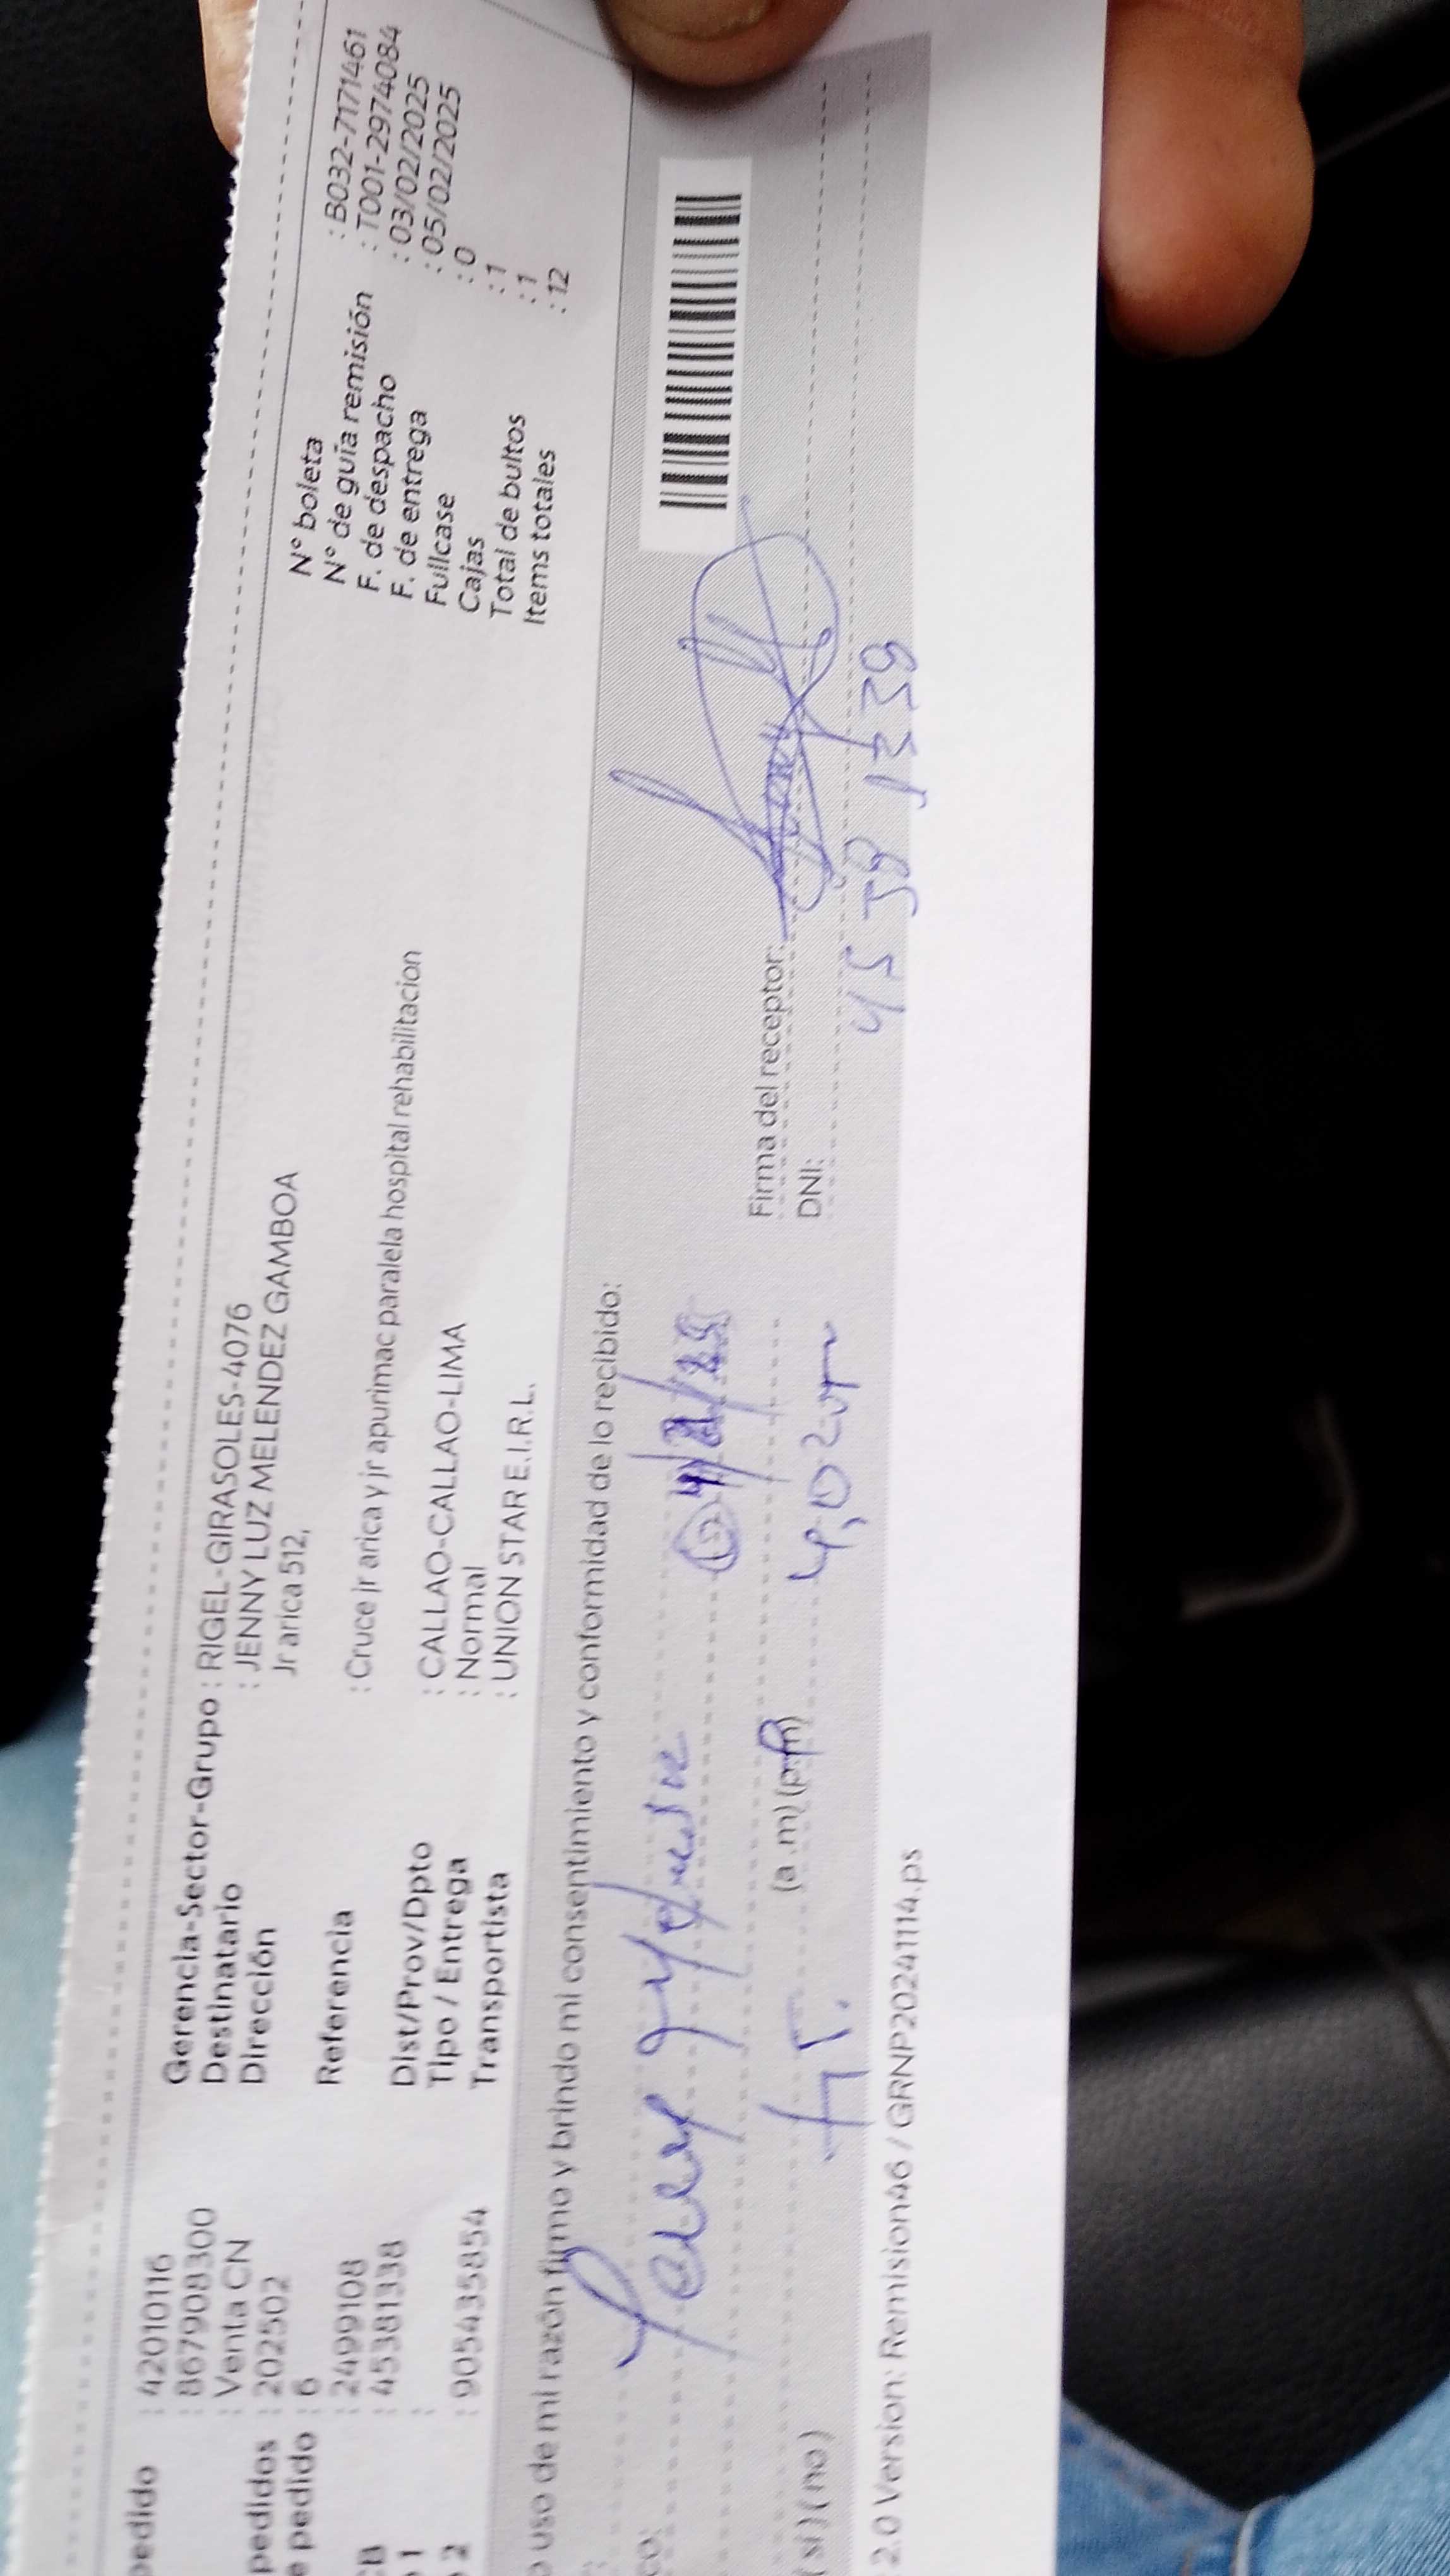 pedido : 42010116
: 867908300
: Venta CN
pedidos : 202502
pedido : 6
: 2499108
: 45381338
1 :
2 : 905435854
Gerencia-Sector-Grupo : RIGEL-GIRASOLES-4076
Destinatario : JENNY LUZ MELENDEZ GAMBOA
Dirección Jr arica 512,
Referencia : Cruce jr arica y jr apurimac paralela hospital rehabilitacion
Dist/Prov/Dpto : CALLAO-CALLAO-LIMA
Tipo / Entrega : Normal
Transportista : UNION STAR E.I.R.L.
N° boleta : B032-7171461
N° de guía remisión : T001-2974084
F. de despacho : 03/02/2025
F. de entrega : 05/02/2025
Fullcase : 0
Cajas : 1
Total de bultos : 1
Items totales : 12
uso de mi razón firmo y brindo mi consentimiento y conformidad de lo recibido:
Firma del receptor:
(si) (no) (a.m) (p.m) 4,02 pm DNI:
2.0 Version: Remision46 / GRNP20241114.ps